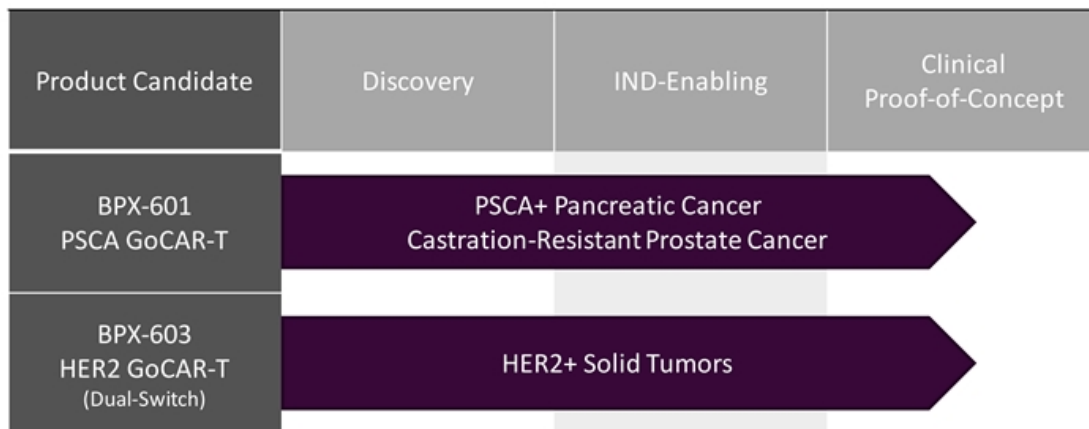 Product Candidate
Discovery
IND-Enabling
Clinical
Proof-of-Concept
BPX-601
PSCA GoCAR-T
PSCA+ Pancreatic Cancer
Castration-Resistant Prostate Cancer
BPX-603
HER2 GoCAR-T
(Dual-Switch)
HER2+ Solid Tumors